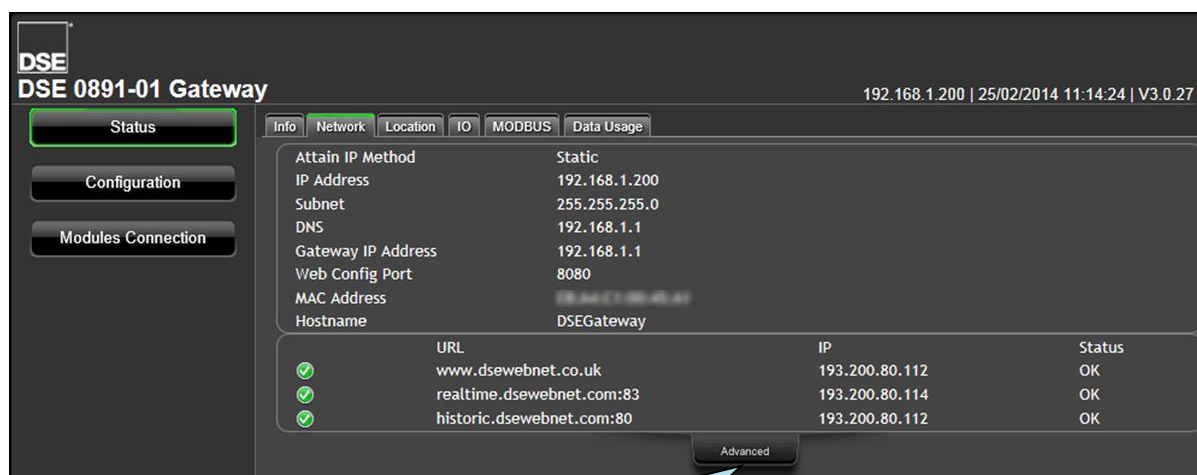 DSE
DSE 0891-01 Gateway
192.168.1.200 | 25/02/2014 11:14:24 | V3.0.27
Status
Configuration
Modules Connection
Info Network Location IO MODBUS Data Usage
Attain IP Method Static
IP Address 192.168.1.200
Subnet 255.255.255.0
DNS 192.168.1.1
Gateway IP Address 192.168.1.1
Web Config Port 8080
MAC Address
Hostname DSEGateway
URL IP Status
www.dsewebnet.co.uk 193.200.80.112 OK
realtime.dsewebnet.com:83 193.200.80.114 OK
historic.dsewebnet.com:80 193.200.80.112 OK
Advanced